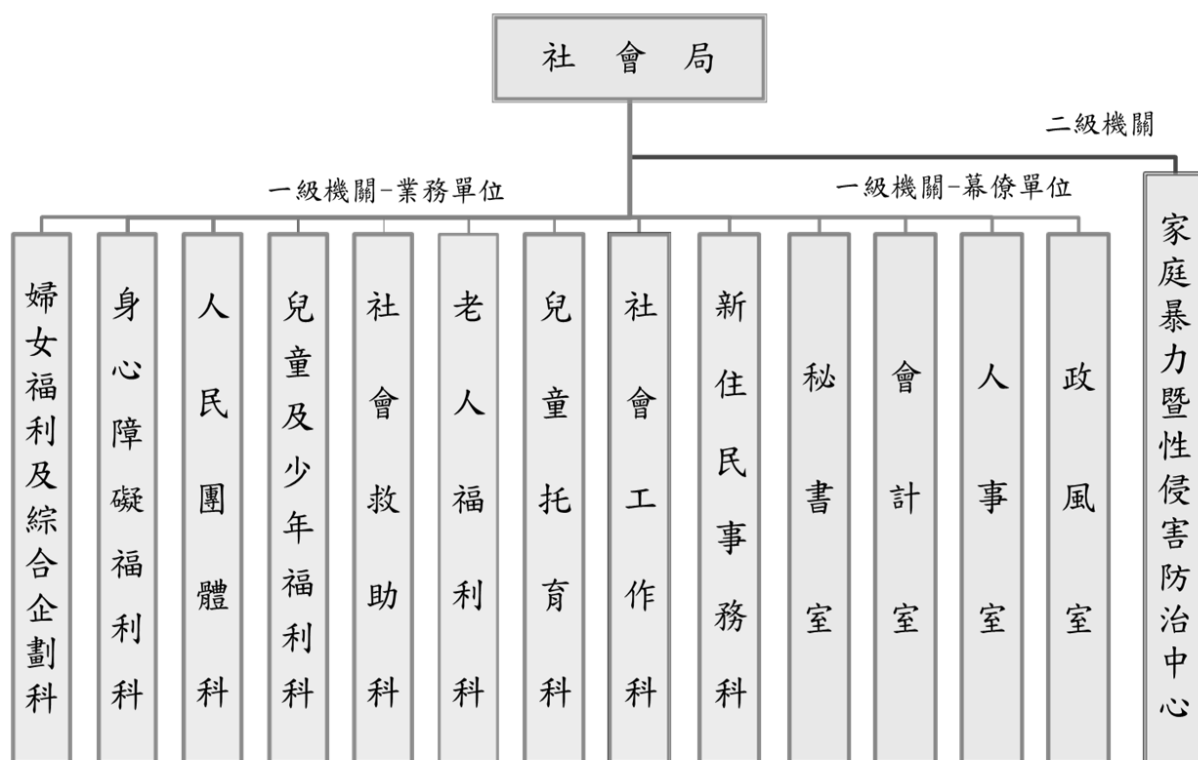 社會局
二級機關
一級機關-業務單位
一級機關-幕僚單位
婦女福利及綜合企劃科
身心障礙福利科
人民團體科
兒童及少年福利科
社會救助科
老人福利科
兒童托育科
社會工作科
新住民事務科
秘書室
會計室
人事室
政風室
家庭暴力暨性侵害防治中心